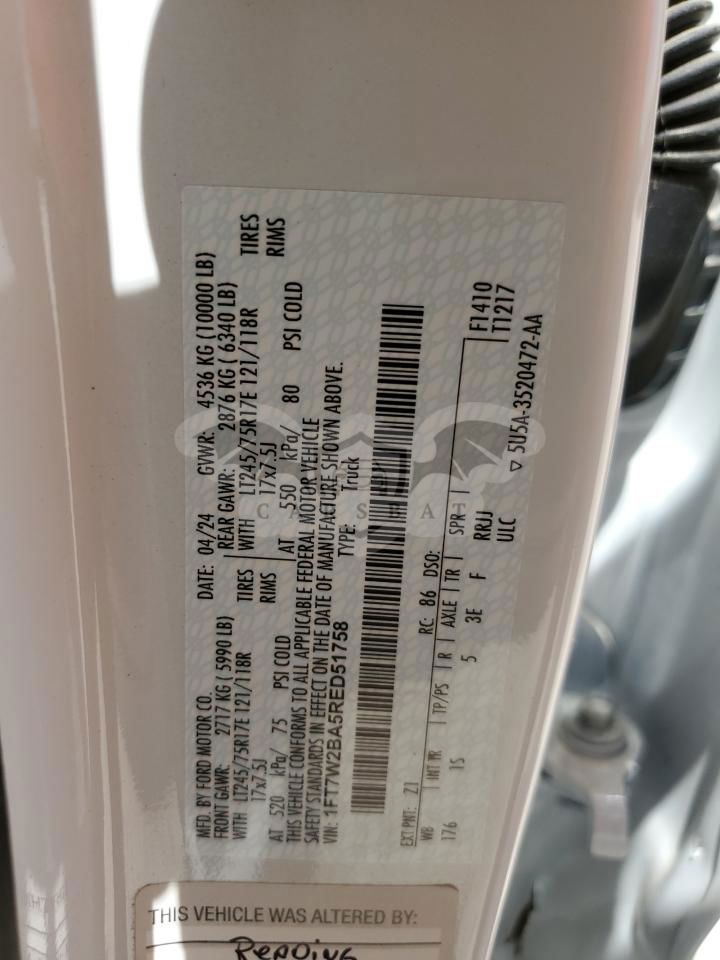 MFD. BY FORD MOTOR CO.
DATE: 04/24 GVWR: 4536 KG (10000 LB)
FRONT GAWR: 2717 KG ( 5990 LB) REAR GAWR: 2876 KG ( 6340 LB)
WITH LT245/75R17E 121/118R TIRES WITH LT245/75R17E 121/118R TIRES
17x7.5J RIMS 17x7.5J RIMS
AT 520 kPa/ 75 PSI COLD AT 550 kPa/ 80 PSI COLD
THIS VEHICLE CONFORMS TO ALL APPLICABLE FEDERAL MOTOR VEHICLE
SAFETY STANDARDS IN EFFECT ON THE DATE OF MANUFACTURE SHOWN ABOVE.
VIN: 1FT7W2BA5RED51758 TYPE: Truck
EXT PNT: Z1 RC: 86 DSO:
WB INT TR TP/PS R AXLE TR SPR F1410
176 1S 5 3E F RRJJ T1217
ULC
▽ 5U5A-3520472-AA
THIS VEHICLE WAS ALTERED BY: